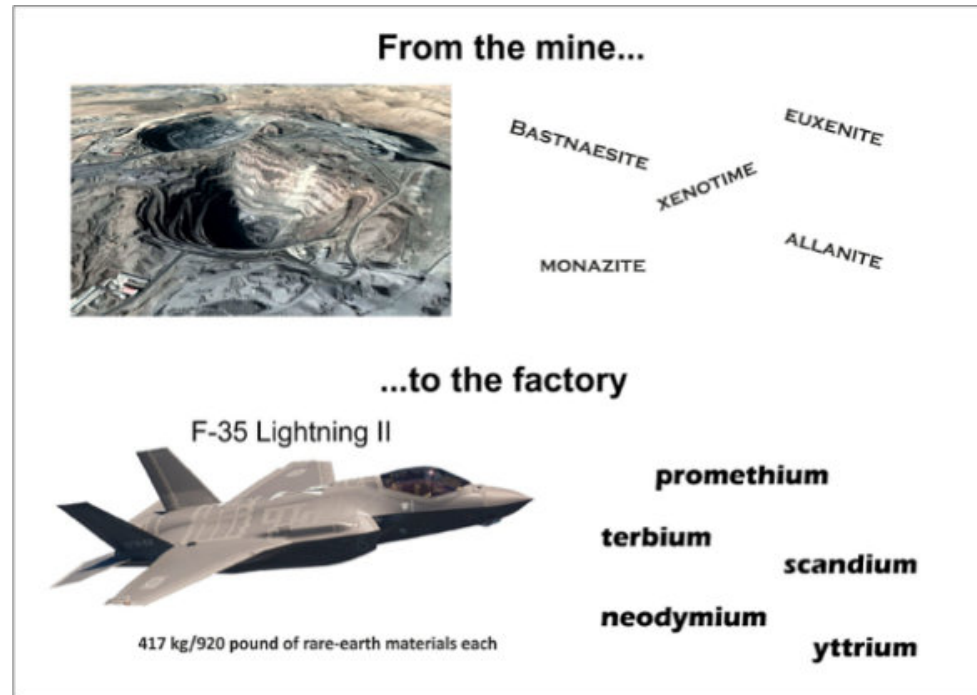 From the mine...
BASTNAESITE
EUXENITE
XENOTIME
MONAZITE
ALLANITE
...to the factory
F-35 Lightning II
promethium
terbium
scandium
neodymium
yttrium
417 kg/920 pound of rare-earth materials each